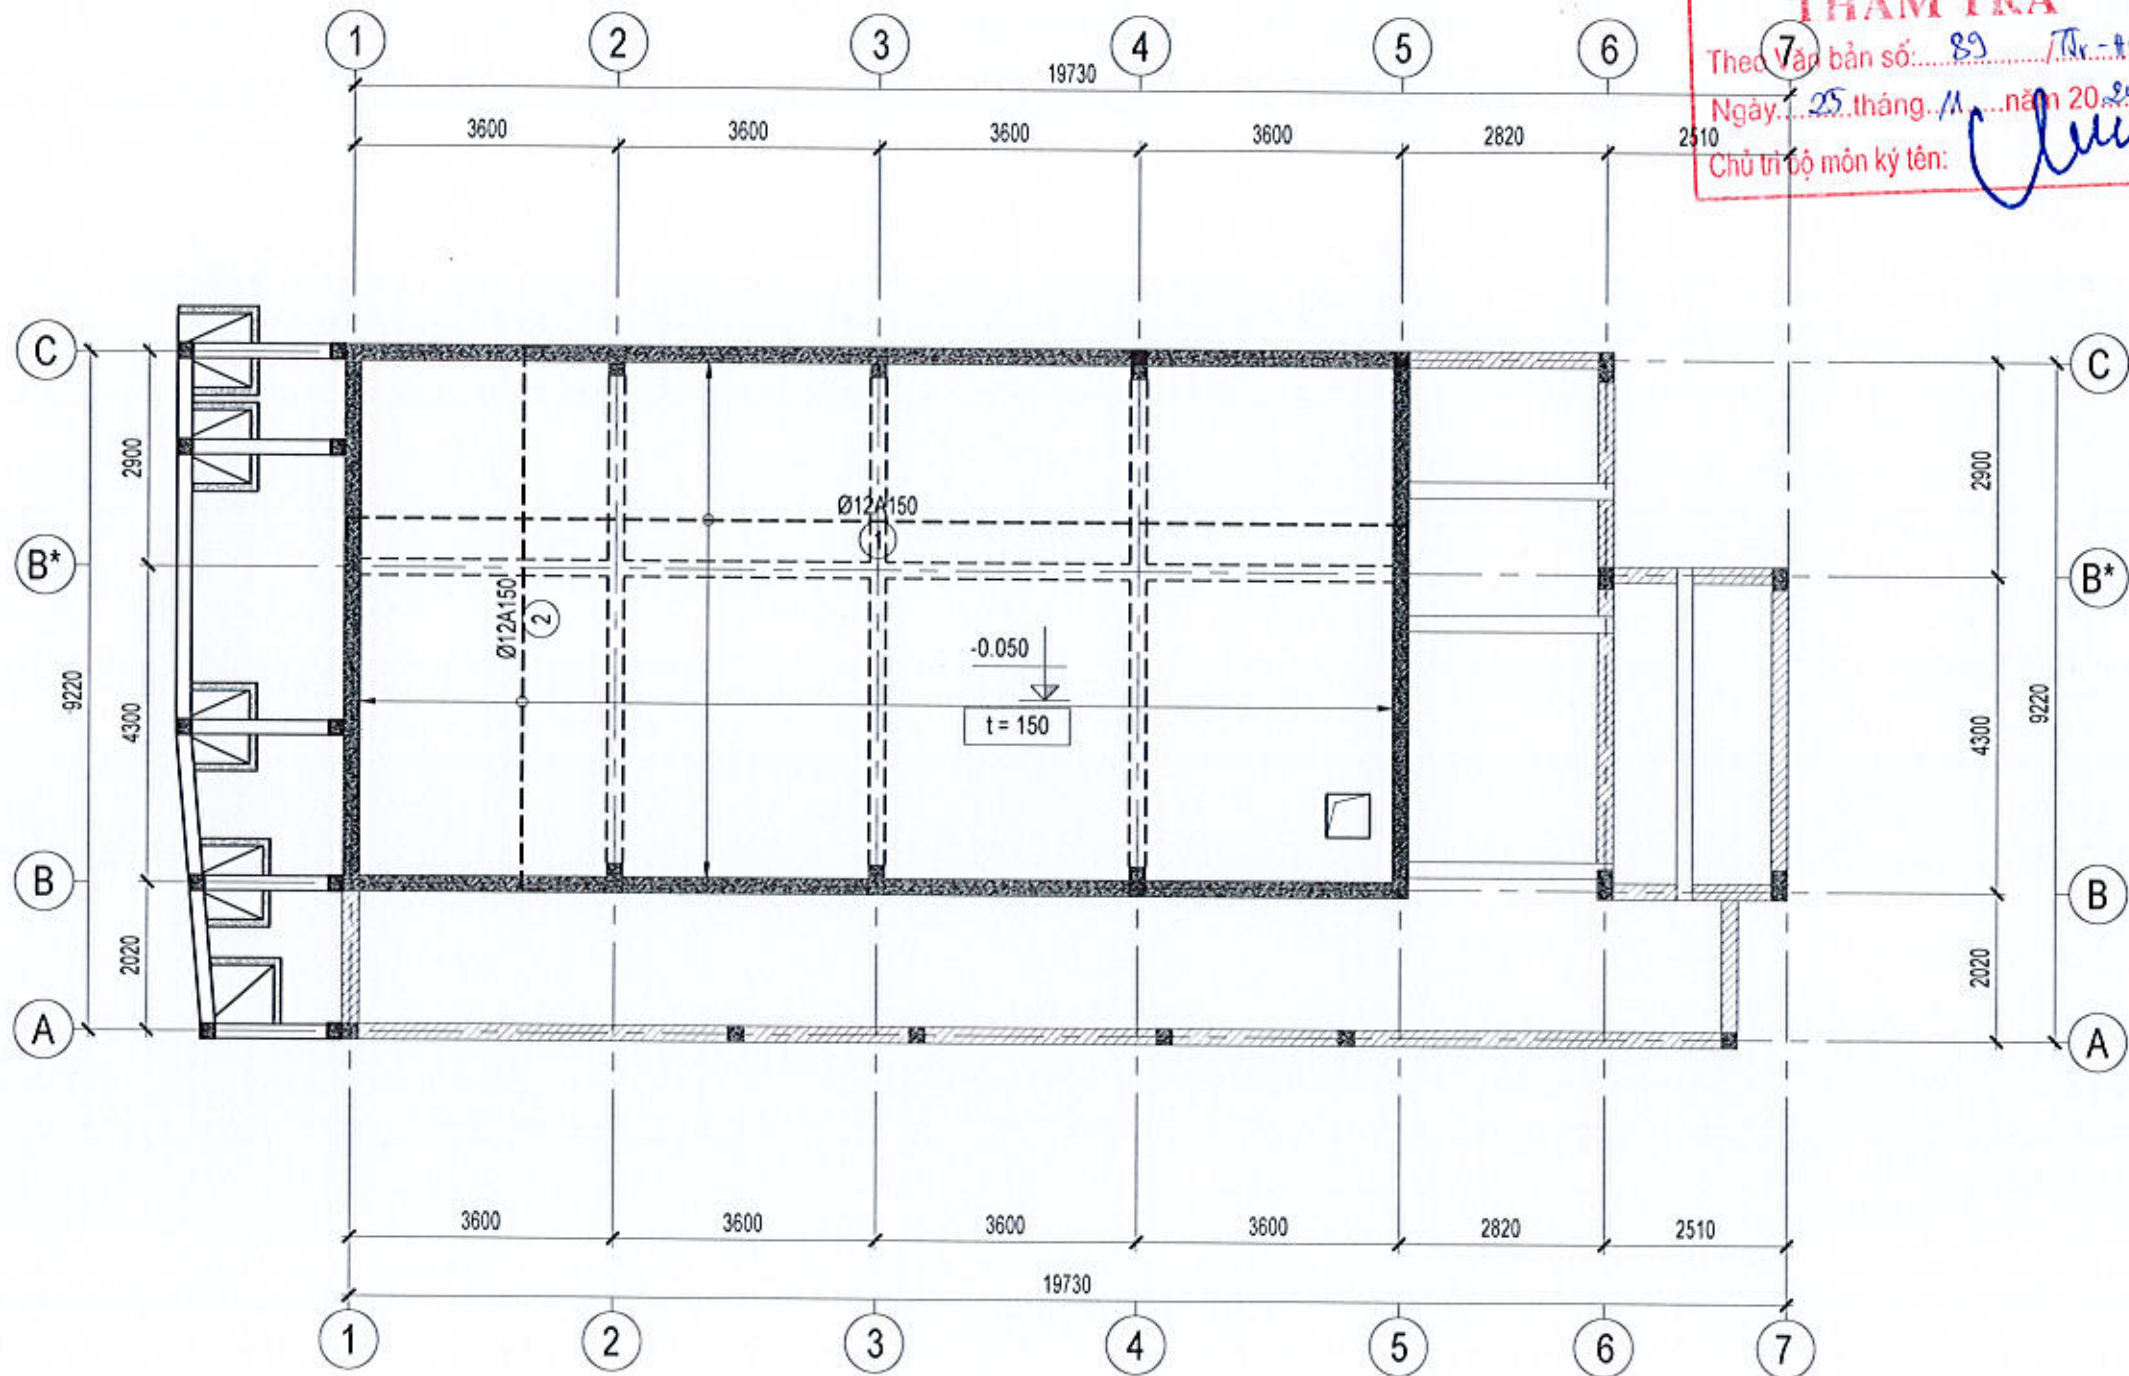 1 2 3 4 5 6 7
THẨM TRA
Theo Văn bản số: 89 /
Ngày 25 tháng 11 năm 20
Chủ trì bộ môn ký tên:
19730
3600 3600 3600 3600 2820 2510
C C
2900 2900
Ø12A150
1
B* B*
Ø12A150
2
-0.050
t = 150
9220 4300 4300 9220
B B
2020 2020
A A
3600 3600 3600 3600 2820 2510
19730
1 2 3 4 5 6 7